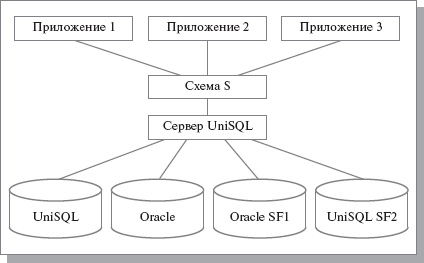 Приложение 1
Приложение 2
Приложение 3
Схема S
Сервер UniSQL
UniSQL
Oracle
Oracle SF1
UniSQL SF2